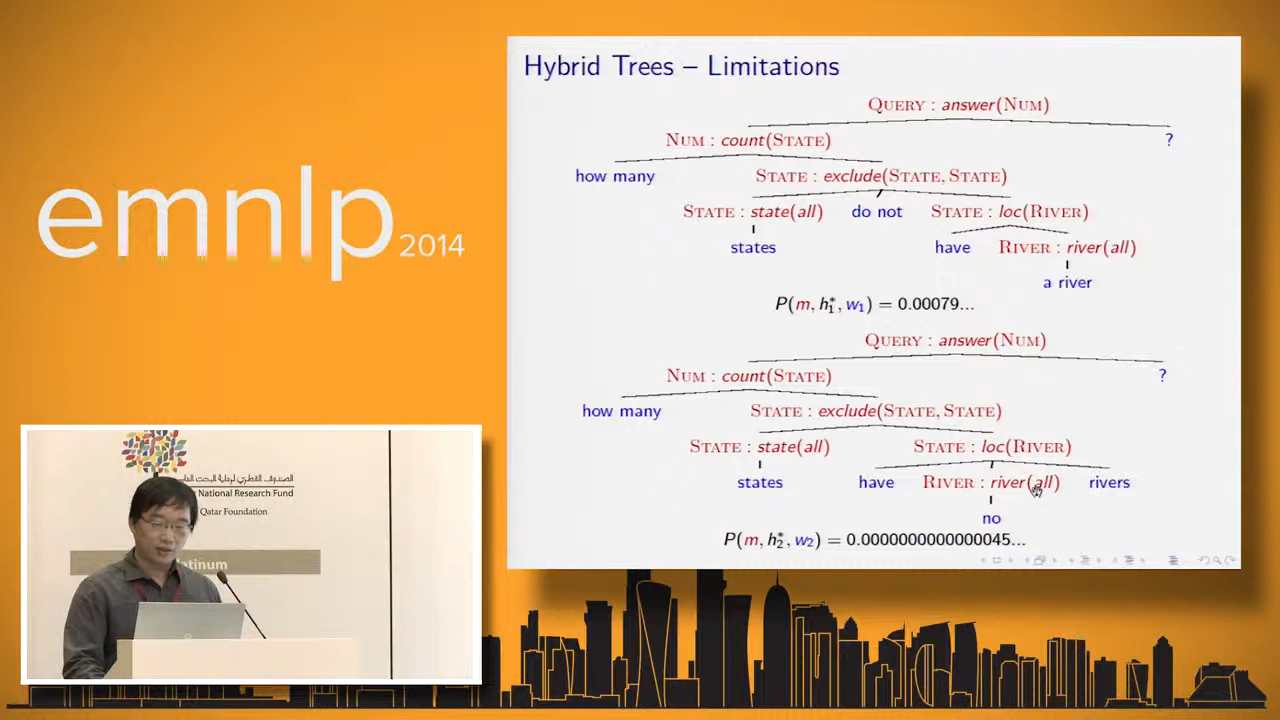 emnlp 2014
Hybrid Trees – Limitations
QUERY : answer(NUM)
NUM : count(STATE) ?
how many STATE : exclude(STATE, STATE)
STATE : state(all) do not STATE : loc(RIVER)
states have RIVER : river(all)
a river
P(m, h₁*, w₁) = 0.00079...
QUERY : answer(NUM)
NUM : count(STATE) ?
how many STATE : exclude(STATE, STATE)
STATE : state(all) STATE : loc(RIVER)
states have RIVER : river(all) rivers
no
P(m, h₂*, w₂) = 0.0000000000000045...
National Research Fund
Qatar Foundation